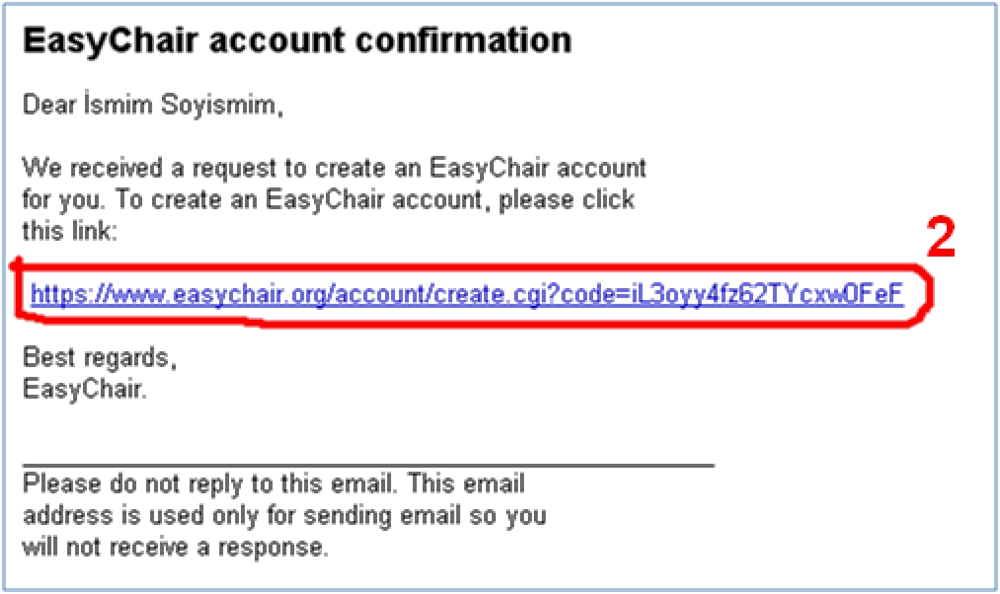 EasyChair account confirmation
Dear İsmim Soyismim,
We received a request to create an EasyChair account
for you. To create an EasyChair account, please click
this link:
2
https://www.easychair.org/account/create.cgi?code=iL3oyy4fz62TYcxw0FeF
Best regards,
EasyChair.
Please do not reply to this email. This email
address is used only for sending email so you
will not receive a response.